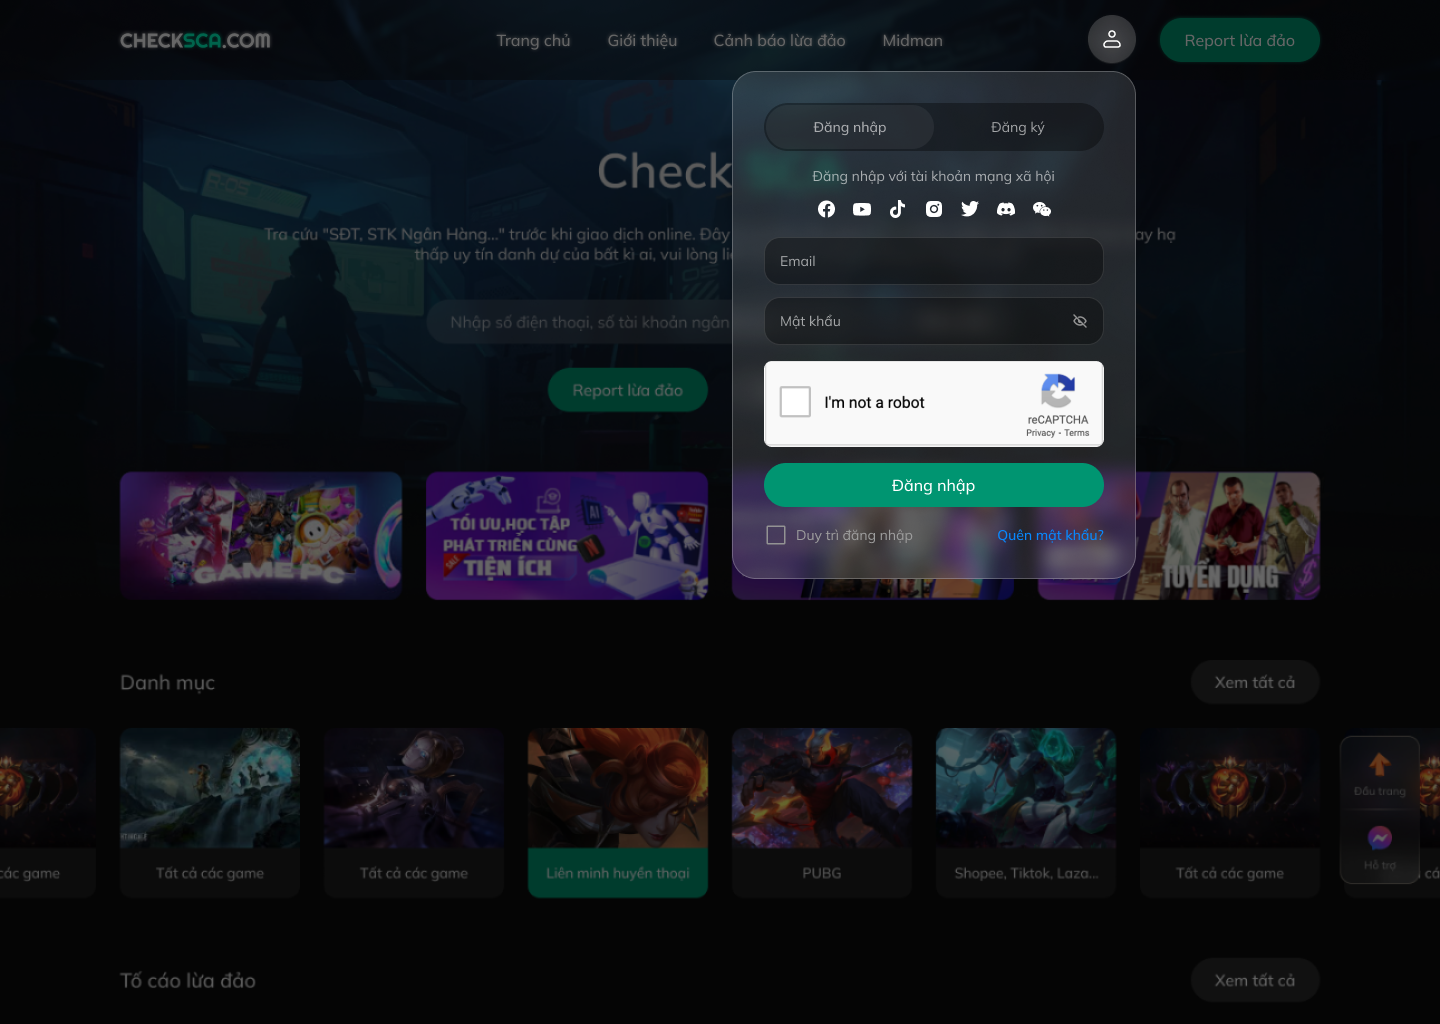 CHECKSCA.COM
Trang chủ
Giới thiệu
Cảnh báo lừa đảo
Midman
Report lừa đảo
Đăng nhập
Đăng ký
Đăng nhập với tài khoản mạng xã hội
Email
Mật khẩu
I'm not a robot
reCAPTCHA
Privacy - Terms
Đăng nhập
Duy trì đăng nhập
Quên mật khẩu?
Check
Tra cứu "SĐT, STK Ngân Hàng..." trước khi giao dịch online. Đây
ay hạ
thấp uy tín danh dự của bất kì ai, vui lòng
Nhập số điện thoại, số tài khoản ngân
Report lừa đảo
GAME PC
TỐI ƯU,HỌC TẬP
PHÁT TRIỂN CÙNG
TIỆN ÍCH
AI
TUYỂN DỤNG
Danh mục
Xem tất cả
các game
Tất cả các game
Tất cả các game
Liên minh huyền thoại
PUBG
Shopee, Tiktok, Laza...
Tất cả các game
Đầu trang
Hỗ trợ
Tố cáo lừa đảo
Xem tất cả